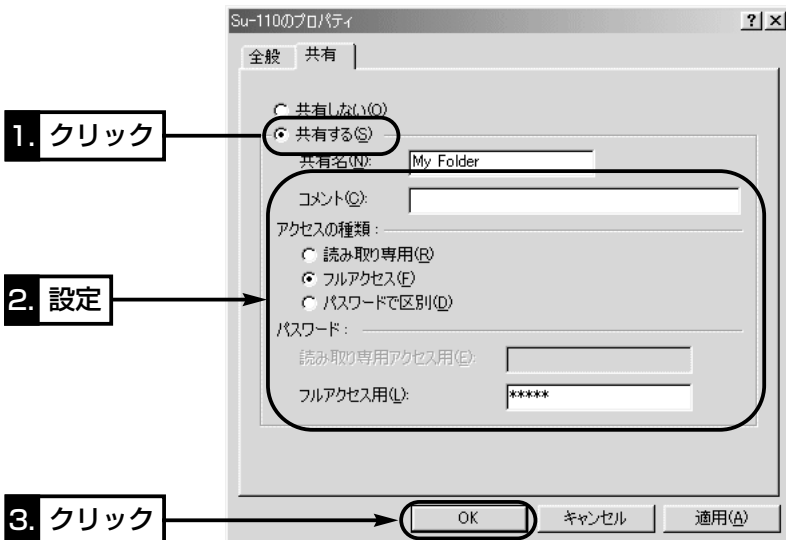 Su-110のプロパティ
全般 共有
共有しない(O)
1. クリック
共有する(S)
共有名(N): My Folder
コメント(C):
アクセスの種類:
読み取り専用(R)
フルアクセス(F)
2. 設定
パスワードで区別(D)
パスワード:
読み取り専用アクセス用(E):
フルアクセス用(L): *****
3. クリック
OK キャンセル 適用(A)